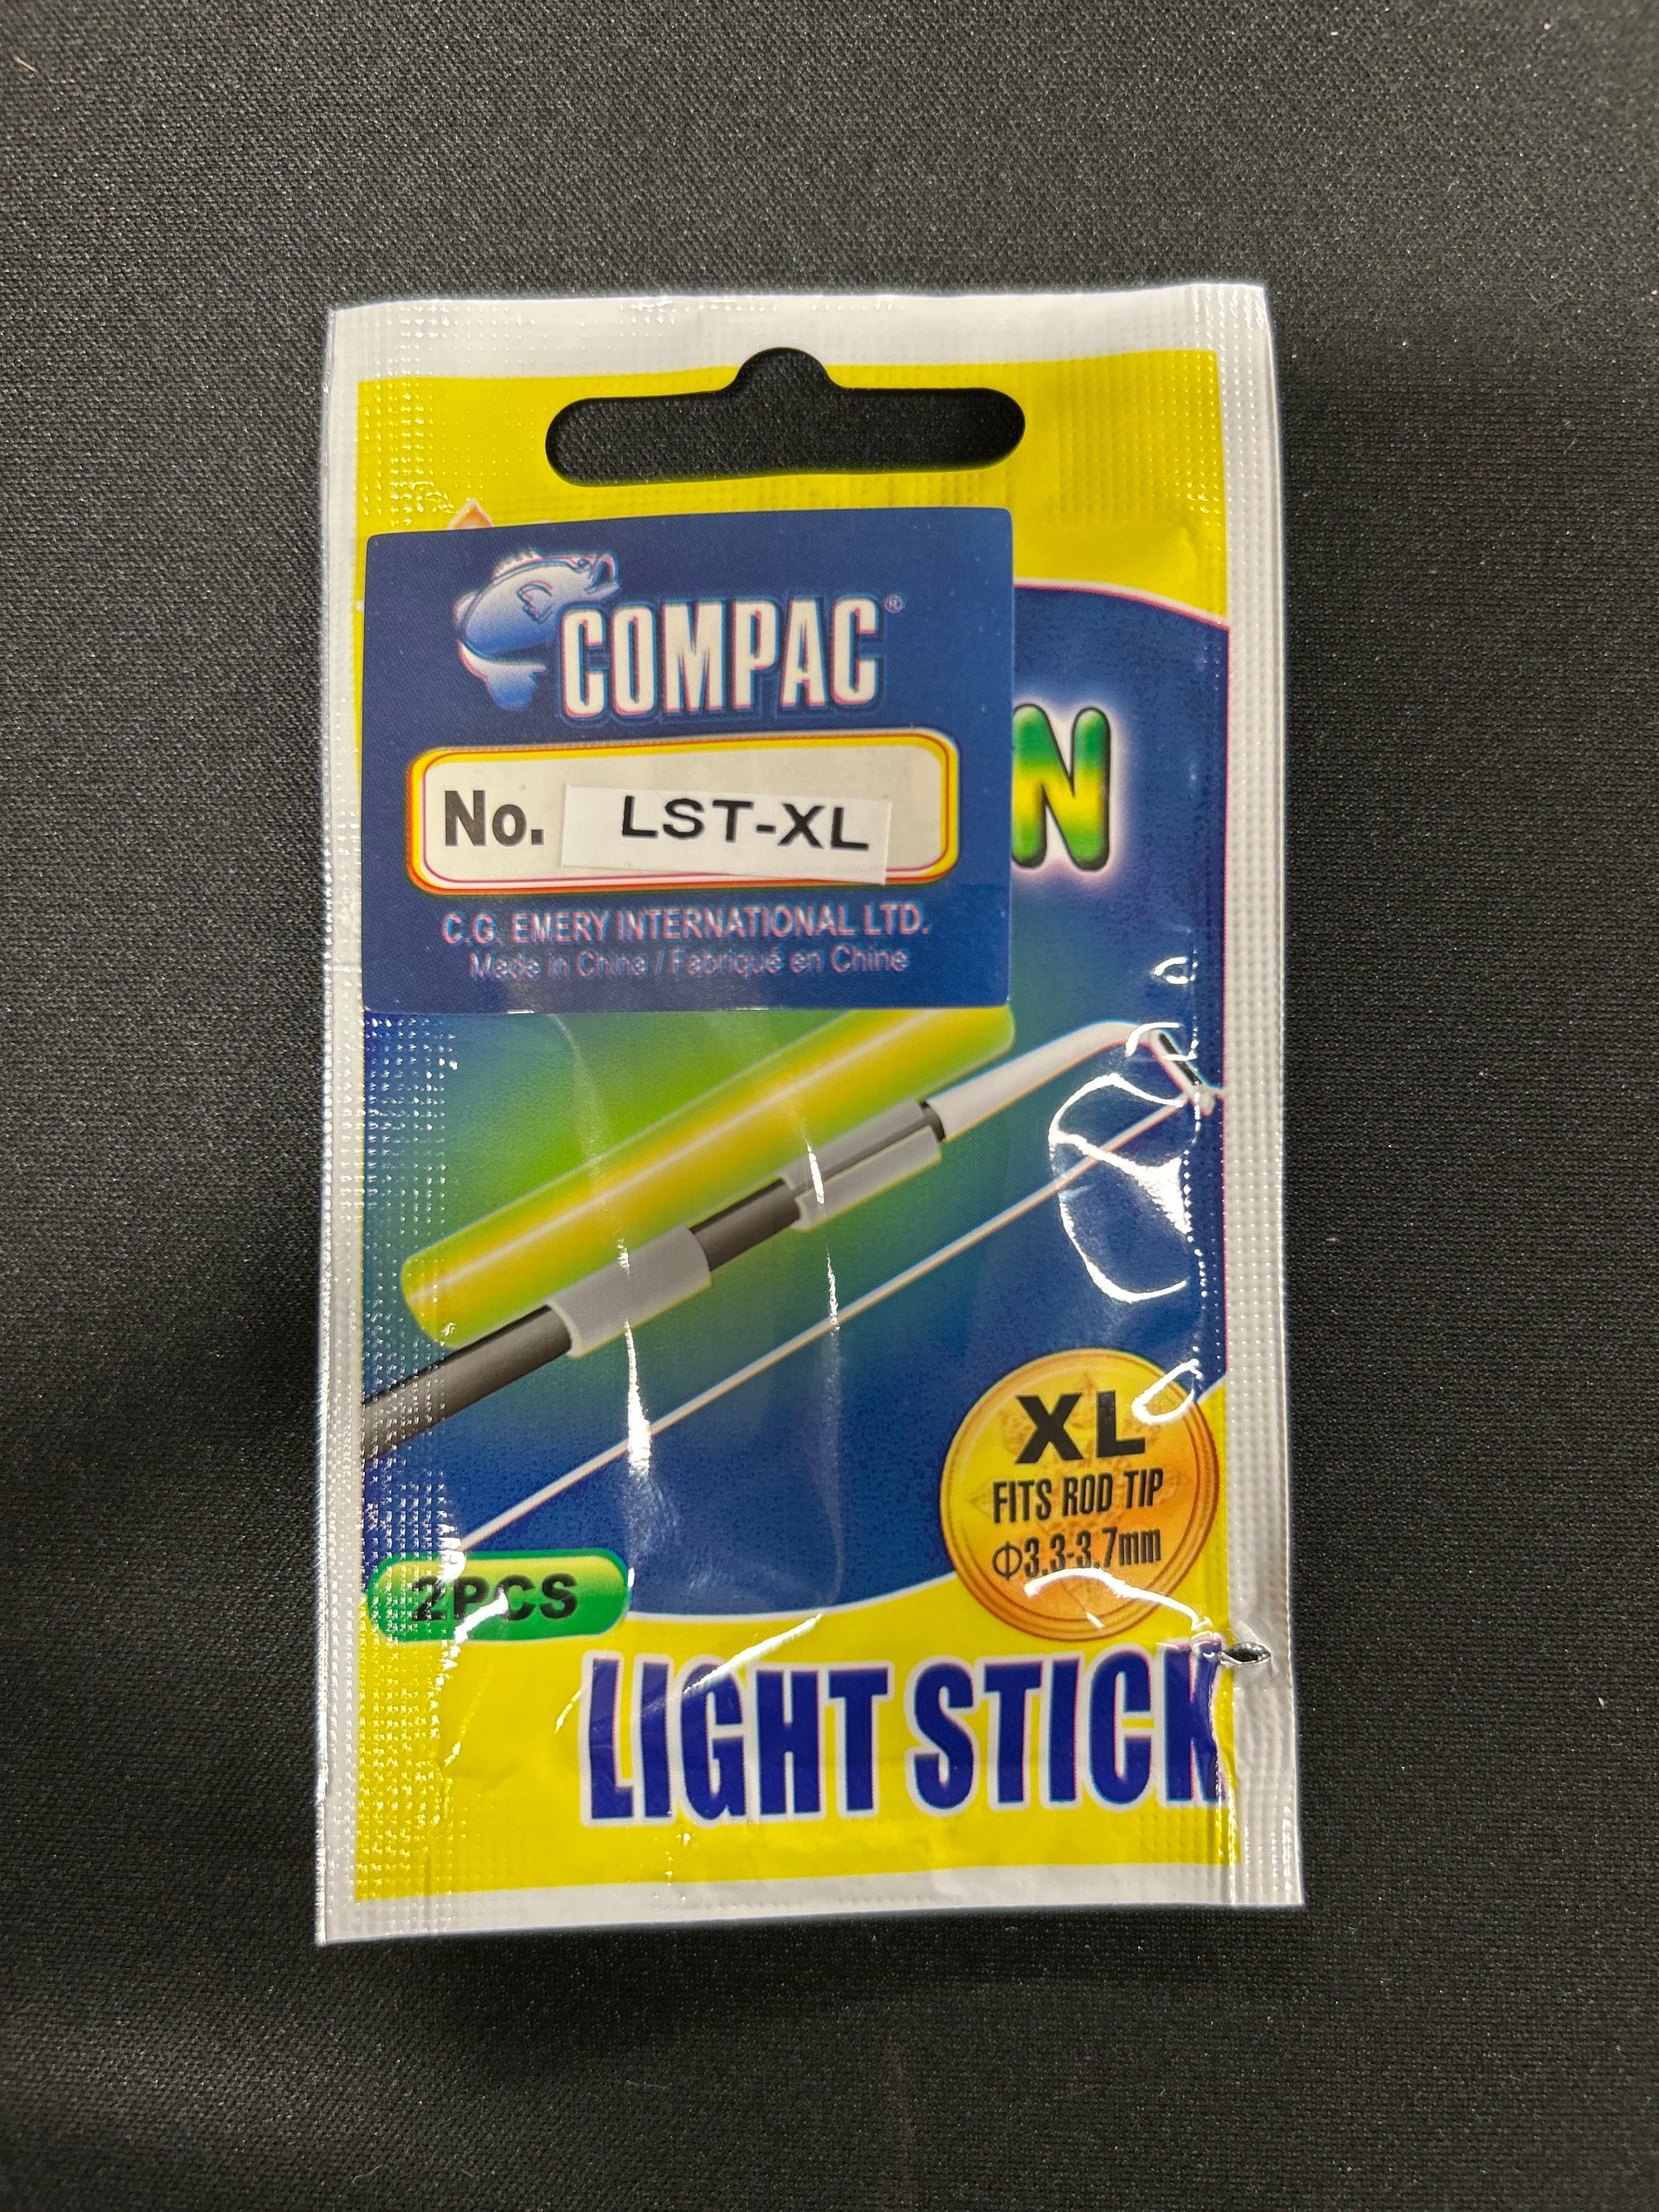 COMPAC®
No. LST-XL
N
C.G. EMERY INTERNATIONAL LTD.
Made in China / Fabriqué en Chine
XL
FITS ROD TIP
Φ3.3-3.7mm
2PCS
LIGHT STICK